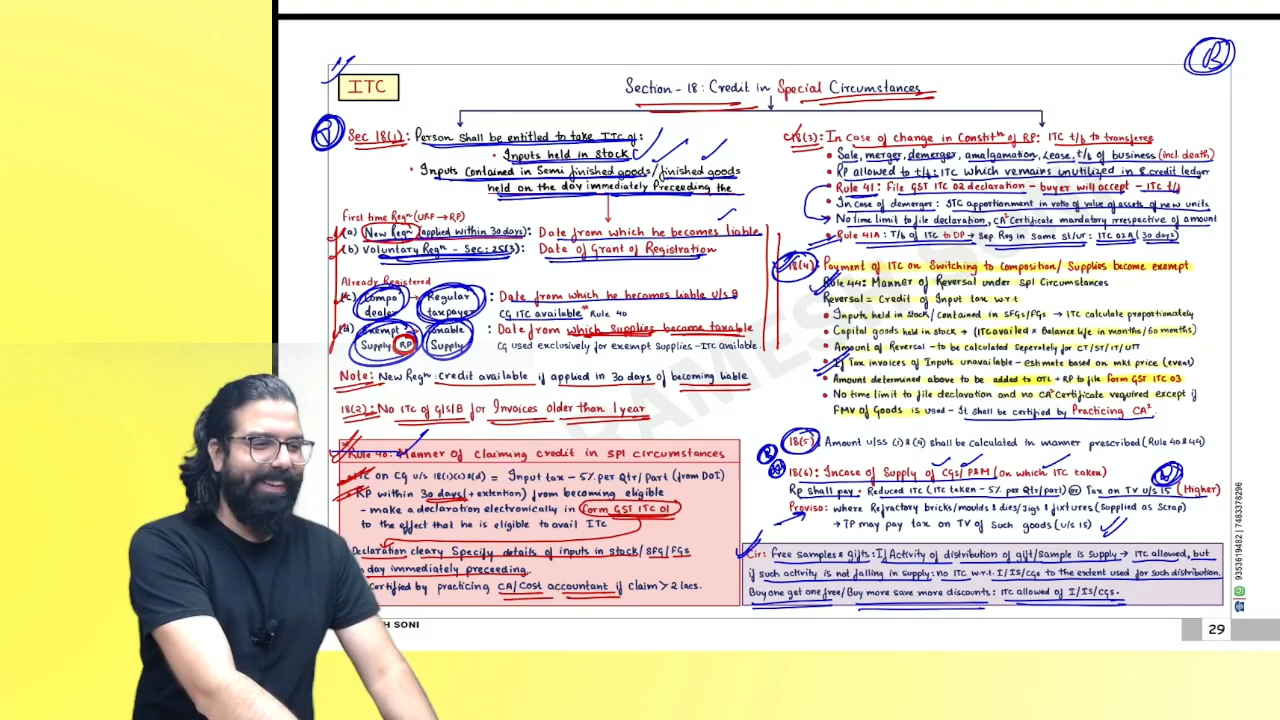 ITC
Section - 18: Credit in Special Circumstances
Sec 18(1): Person shall be entitled to take ITC of:
• Inputs held in stock
• Inputs contained in Semi finished goods/finished goods
held on the day immediately Preceeding the
First time Regn (URP → RP)
(a) New Regn (applied within 30 days): Date from which he becomes liable
(b) Voluntary Regn - Sec: 25(3): Date of Grant of Registration
Already Registered
(c) Compo dealer → Regular taxpayer : Date from which he becomes liable u/s 9
CG ITC available* Rule 40
(d) Exempt Supply RP → Taxable Supply : Date from which Supplies become taxable
CG used exclusively for exempt Supplies - ITC available
Note: New Regn: Credit available if applied in 30 days of becoming liable
18(2): No ITC of G/S/B for Invoices older than 1 year
Rule 40: Manner of claiming credit in spl circumstances
ITC on CG u/s 18(1)(c)&(d) = Input tax - 5% per Qtr/Part (from DOI)
RP within 30 days (+ extention) from becoming eligible
- make a declaration electronically in Form GST ITC 01
to the effect that he is eligible to avail ITC
Declaration cleary Specify details of inputs in stock/SFG/FGs
day immediately preceeding.
Certified by practicing CA/Cost accountant if claim > 2 lacs.
18(3): In case of change in Constitn of RP: ITC t/b to transferee
• Sale, merger, demerger, amalgamation, Lease, t/b of business (incl. death)
• RP allowed to t/b: ITC which remains unutilized in E. credit ledger
• Rule 41: File GST ITC 02 declaration - buyer will accept - ITC t/f
• In case of demerger: ITC apportionment in ratio of value of assets of new units
• No time limit to file declaration, CA Certificate mandatory irrespective of amount
• Rule 41A: T/b of ITC to DP → Sep Reg in same St/UT: ITC 02A (30 days)
18(4): Payment of ITC on Switching to Composition/ Supplies become exempt
Rule 44: Manner of Reversal under Spl Circumstances
Reversal = Credit of Input tax w.r.t
• Inputs held in Stock/contained in SFGs/FGs → ITC calculate proportionately
• Capital goods held in stock → (ITC availed × Balance life in months/60 months)
• Amount of Reversal - to be calculated Seperately for CT/ST/IT/UTT
• If Tax invoices of Inputs unavailable - estimate based on mkt price (event)
• Amount determined above to be added to OTL + RP to file Form GST ITC 03
• No time limit to file declaration and no CA Certificate required except if
FMV of Goods is used - It shall be certified by Practicing CA
18(5): Amount u/ss (1) & (4) Shall be calculated in manner prescribed (Rule 40 & 44)
18(6): Incase of Supply of CGs/P&M (on which ITC taken)
RP shall pay - Reduced ITC (ITC taken - 5% per Qtr/part) or Tax on TV u/s 15 (Higher)
Proviso: where Refractory bricks/moulds & dies/Jigs & fixtures (Supplied as Scrap)
→ TP may pay tax on TV of Such goods (u/s 15)
Cir: Free samples & gifts: If Activity of distribution of gift/sample is Supply → ITC allowed, but
if such activity is not falling in supply: no ITC w.r.t. I/IS/CGs to the extent used for such distribution.
Buy one get one free/Buy more save more discounts: ITC allowed of I/IS/CGs.
H SONI
29
9353619482 | 7483378296